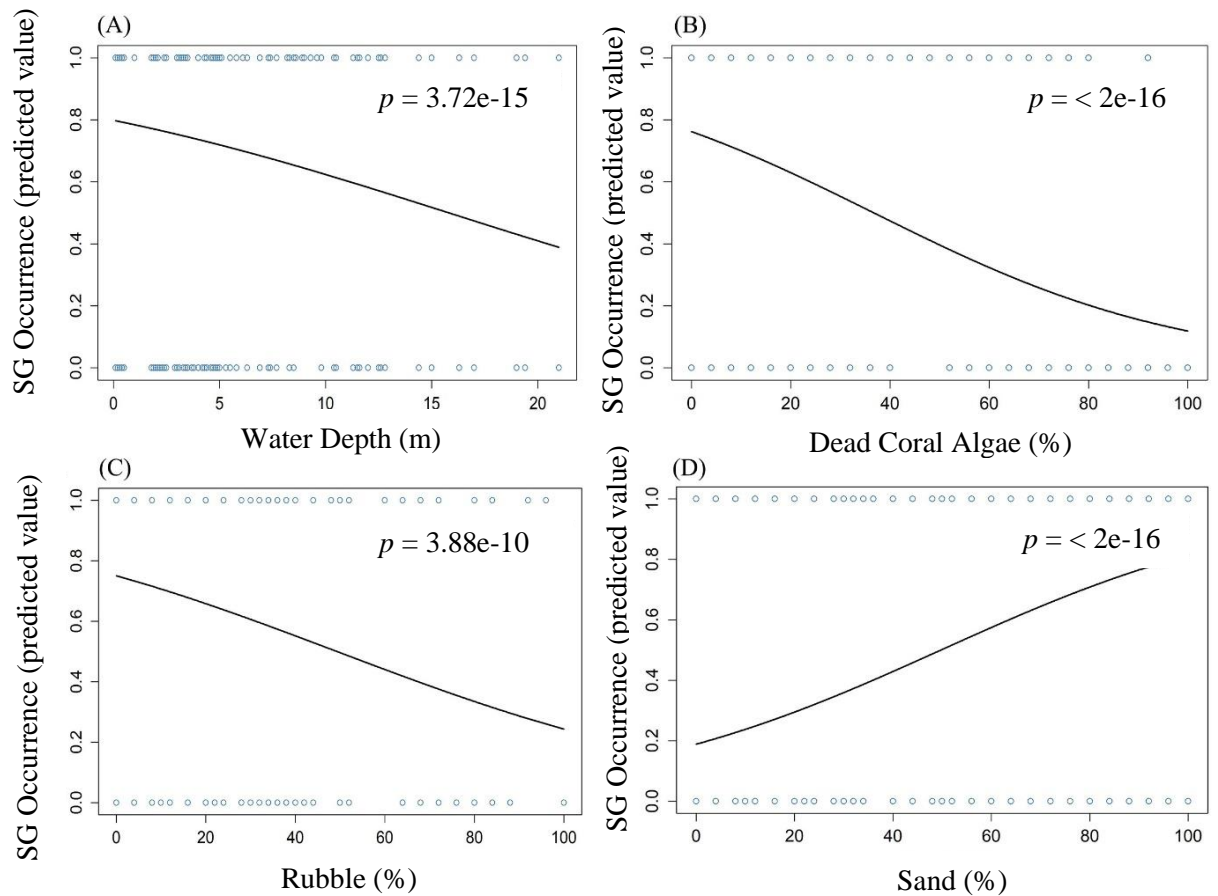 (A)
SG Occurrence (predicted value)
1.0
0.8
0.6
0.4
0.2
0.0
p = 3.72e-15
0 5 10 15 20
Water Depth (m)
(B)
SG Occurrence (predicted value)
1.0
0.8
0.6
0.4
0.2
0.0
p = < 2e-16
0 20 40 60 80 100
Dead Coral Algae (%)
(C)
SG Occurrence (predicted value)
1.0
0.8
0.6
0.4
0.2
0.0
p = 3.88e-10
0 20 40 60 80 100
Rubble (%)
(D)
SG Occurrence (predicted value)
1.0
0.8
0.6
0.4
0.2
0.0
p = < 2e-16
0 20 40 60 80 100
Sand (%)